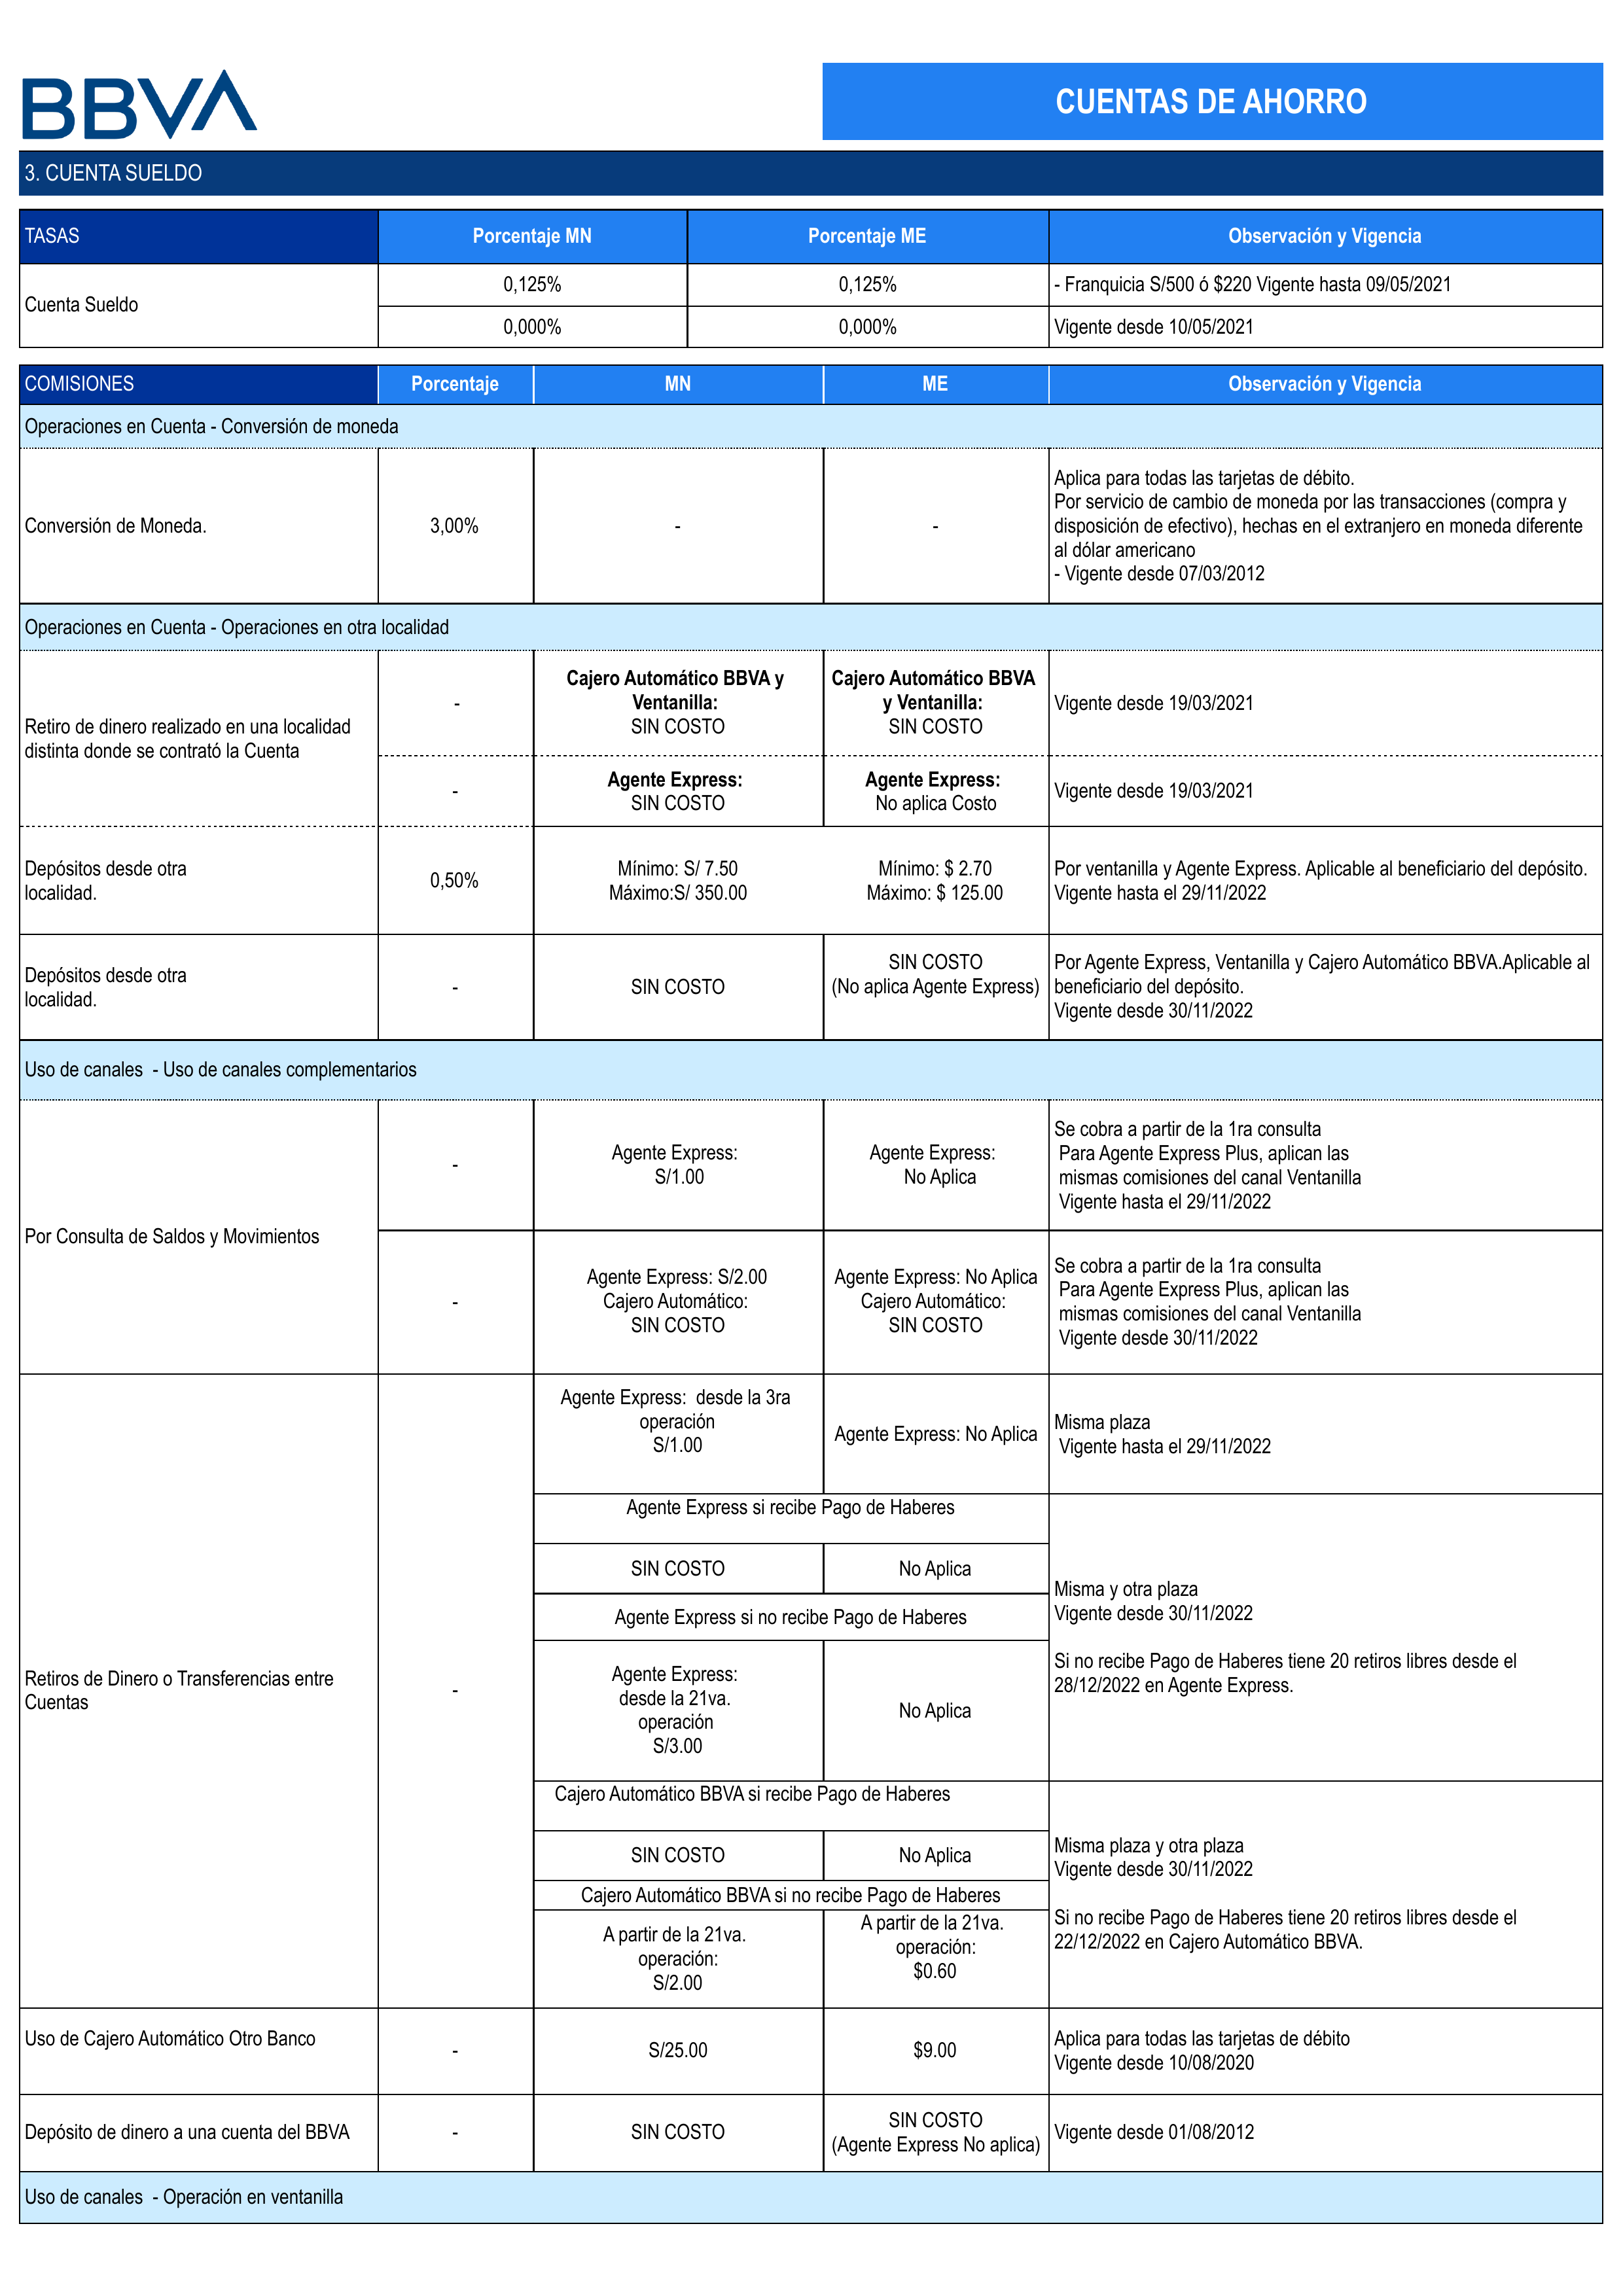 BBVA
CUENTAS DE AHORRO
3. CUENTA SUELDO
TASAS
Porcentaje MN
Porcentaje ME
Observación y Vigencia
Cuenta Sueldo
0,125%
0,125%
- Franquicia S/500 ó $220 Vigente hasta 09/05/2021
0,000%
0,000%
Vigente desde 10/05/2021
COMISIONES
Porcentaje
MN
ME
Observación y Vigencia
Operaciones en Cuenta - Conversión de moneda
Conversión de Moneda.
3,00%
-
-
Aplica para todas las tarjetas de débito.
Por servicio de cambio de moneda por las transacciones (compra y
disposición de efectivo), hechas en el extranjero en moneda diferente
al dólar americano
- Vigente desde 07/03/2012
Operaciones en Cuenta - Operaciones en otra localidad
Retiro de dinero realizado en una localidad
distinta donde se contrató la Cuenta
-
Cajero Automático BBVA y
Ventanilla:
SIN COSTO
Cajero Automático BBVA
y Ventanilla:
SIN COSTO
Vigente desde 19/03/2021
-
Agente Express:
SIN COSTO
Agente Express:
No aplica Costo
Vigente desde 19/03/2021
Depósitos desde otra
localidad.
0,50%
Mínimo: S/ 7.50
Máximo:S/ 350.00
Mínimo: $ 2.70
Máximo: $ 125.00
Por ventanilla y Agente Express. Aplicable al beneficiario del depósito.
Vigente hasta el 29/11/2022
Depósitos desde otra
localidad.
-
SIN COSTO
SIN COSTO
(No aplica Agente Express)
Por Agente Express, Ventanilla y Cajero Automático BBVA.Aplicable al
beneficiario del depósito.
Vigente desde 30/11/2022
Uso de canales  - Uso de canales complementarios
Por Consulta de Saldos y Movimientos
-
Agente Express:
S/1.00
Agente Express:
No Aplica
Se cobra a partir de la 1ra consulta
Para Agente Express Plus, aplican las
mismas comisiones del canal Ventanilla
Vigente hasta el 29/11/2022
-
Agente Express: S/2.00
Cajero Automático:
SIN COSTO
Agente Express: No Aplica
Cajero Automático:
SIN COSTO
Se cobra a partir de la 1ra consulta
Para Agente Express Plus, aplican las
mismas comisiones del canal Ventanilla
Vigente desde 30/11/2022
Retiros de Dinero o Transferencias entre
Cuentas
-
Agente Express:  desde la 3ra
operación
S/1.00
Agente Express: No Aplica
Misma plaza
Vigente hasta el 29/11/2022
Agente Express si recibe Pago de Haberes
SIN COSTO
No Aplica
Agente Express si no recibe Pago de Haberes
Agente Express:
desde la 21va.
operación
S/3.00
No Aplica
Misma y otra plaza
Vigente desde 30/11/2022
Si no recibe Pago de Haberes tiene 20 retiros libres desde el
28/12/2022 en Agente Express.
Cajero Automático BBVA si recibe Pago de Haberes
SIN COSTO
No Aplica
Cajero Automático BBVA si no recibe Pago de Haberes
A partir de la 21va.
operación:
S/2.00
A partir de la 21va.
operación:
$0.60
Misma plaza y otra plaza
Vigente desde 30/11/2022
Si no recibe Pago de Haberes tiene 20 retiros libres desde el
22/12/2022 en Cajero Automático BBVA.
Uso de Cajero Automático Otro Banco
-
S/25.00
$9.00
Aplica para todas las tarjetas de débito
Vigente desde 10/08/2020
Depósito de dinero a una cuenta del BBVA
-
SIN COSTO
SIN COSTO
(Agente Express No aplica)
Vigente desde 01/08/2012
Uso de canales  - Operación en ventanilla